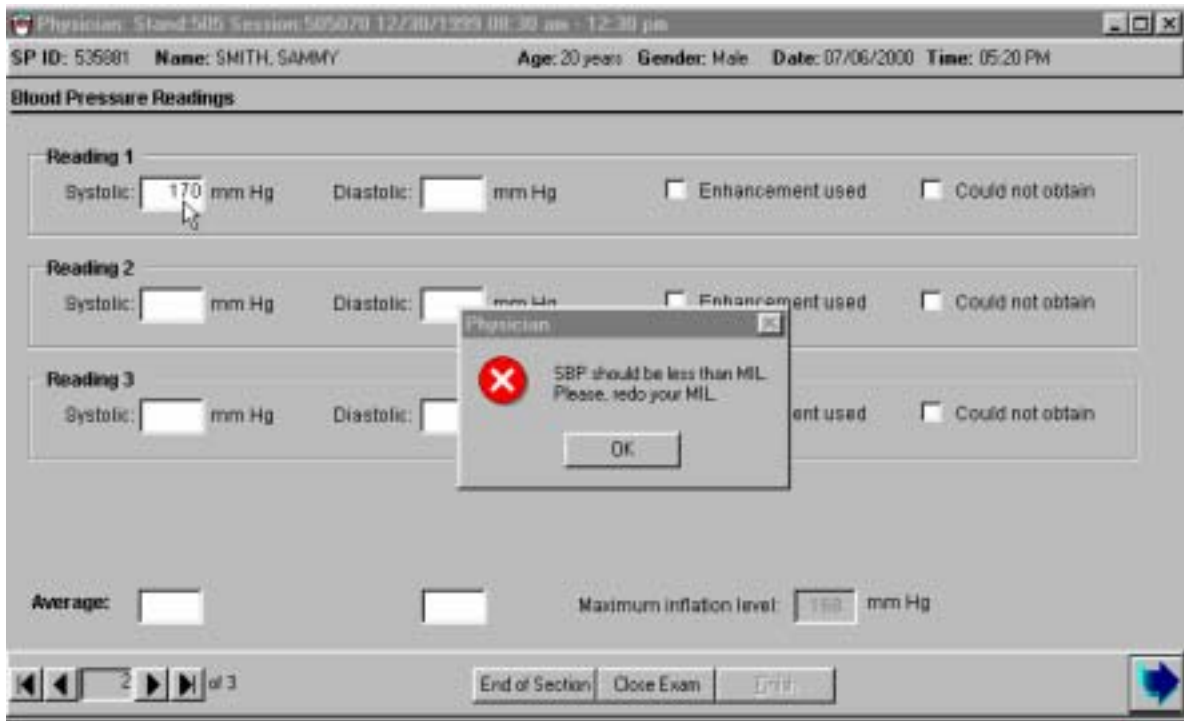 Physician: Stand:505 Session:505070 12/30/1999 08:30 am - 12:30 pm
SP ID: 535881 Name: SMITH, SAMMY Age: 20 years Gender: Male Date: 07/06/2000 Time: 05:20 PM
Blood Pressure Readings
Reading 1
Systolic: 170 mm Hg Diastolic: mm Hg Enhancement used Could not obtain
Reading 2
Systolic: mm Hg Diastolic: mm Hg Enhancement used Could not obtain
Physician
SBP should be less than MIL.
Please, redo your MIL.
OK
Reading 3
Systolic: mm Hg Diastolic: ent used Could not obtain
Average: Maximum inflation level: mm Hg
2 of 3 End of Section Close Exam